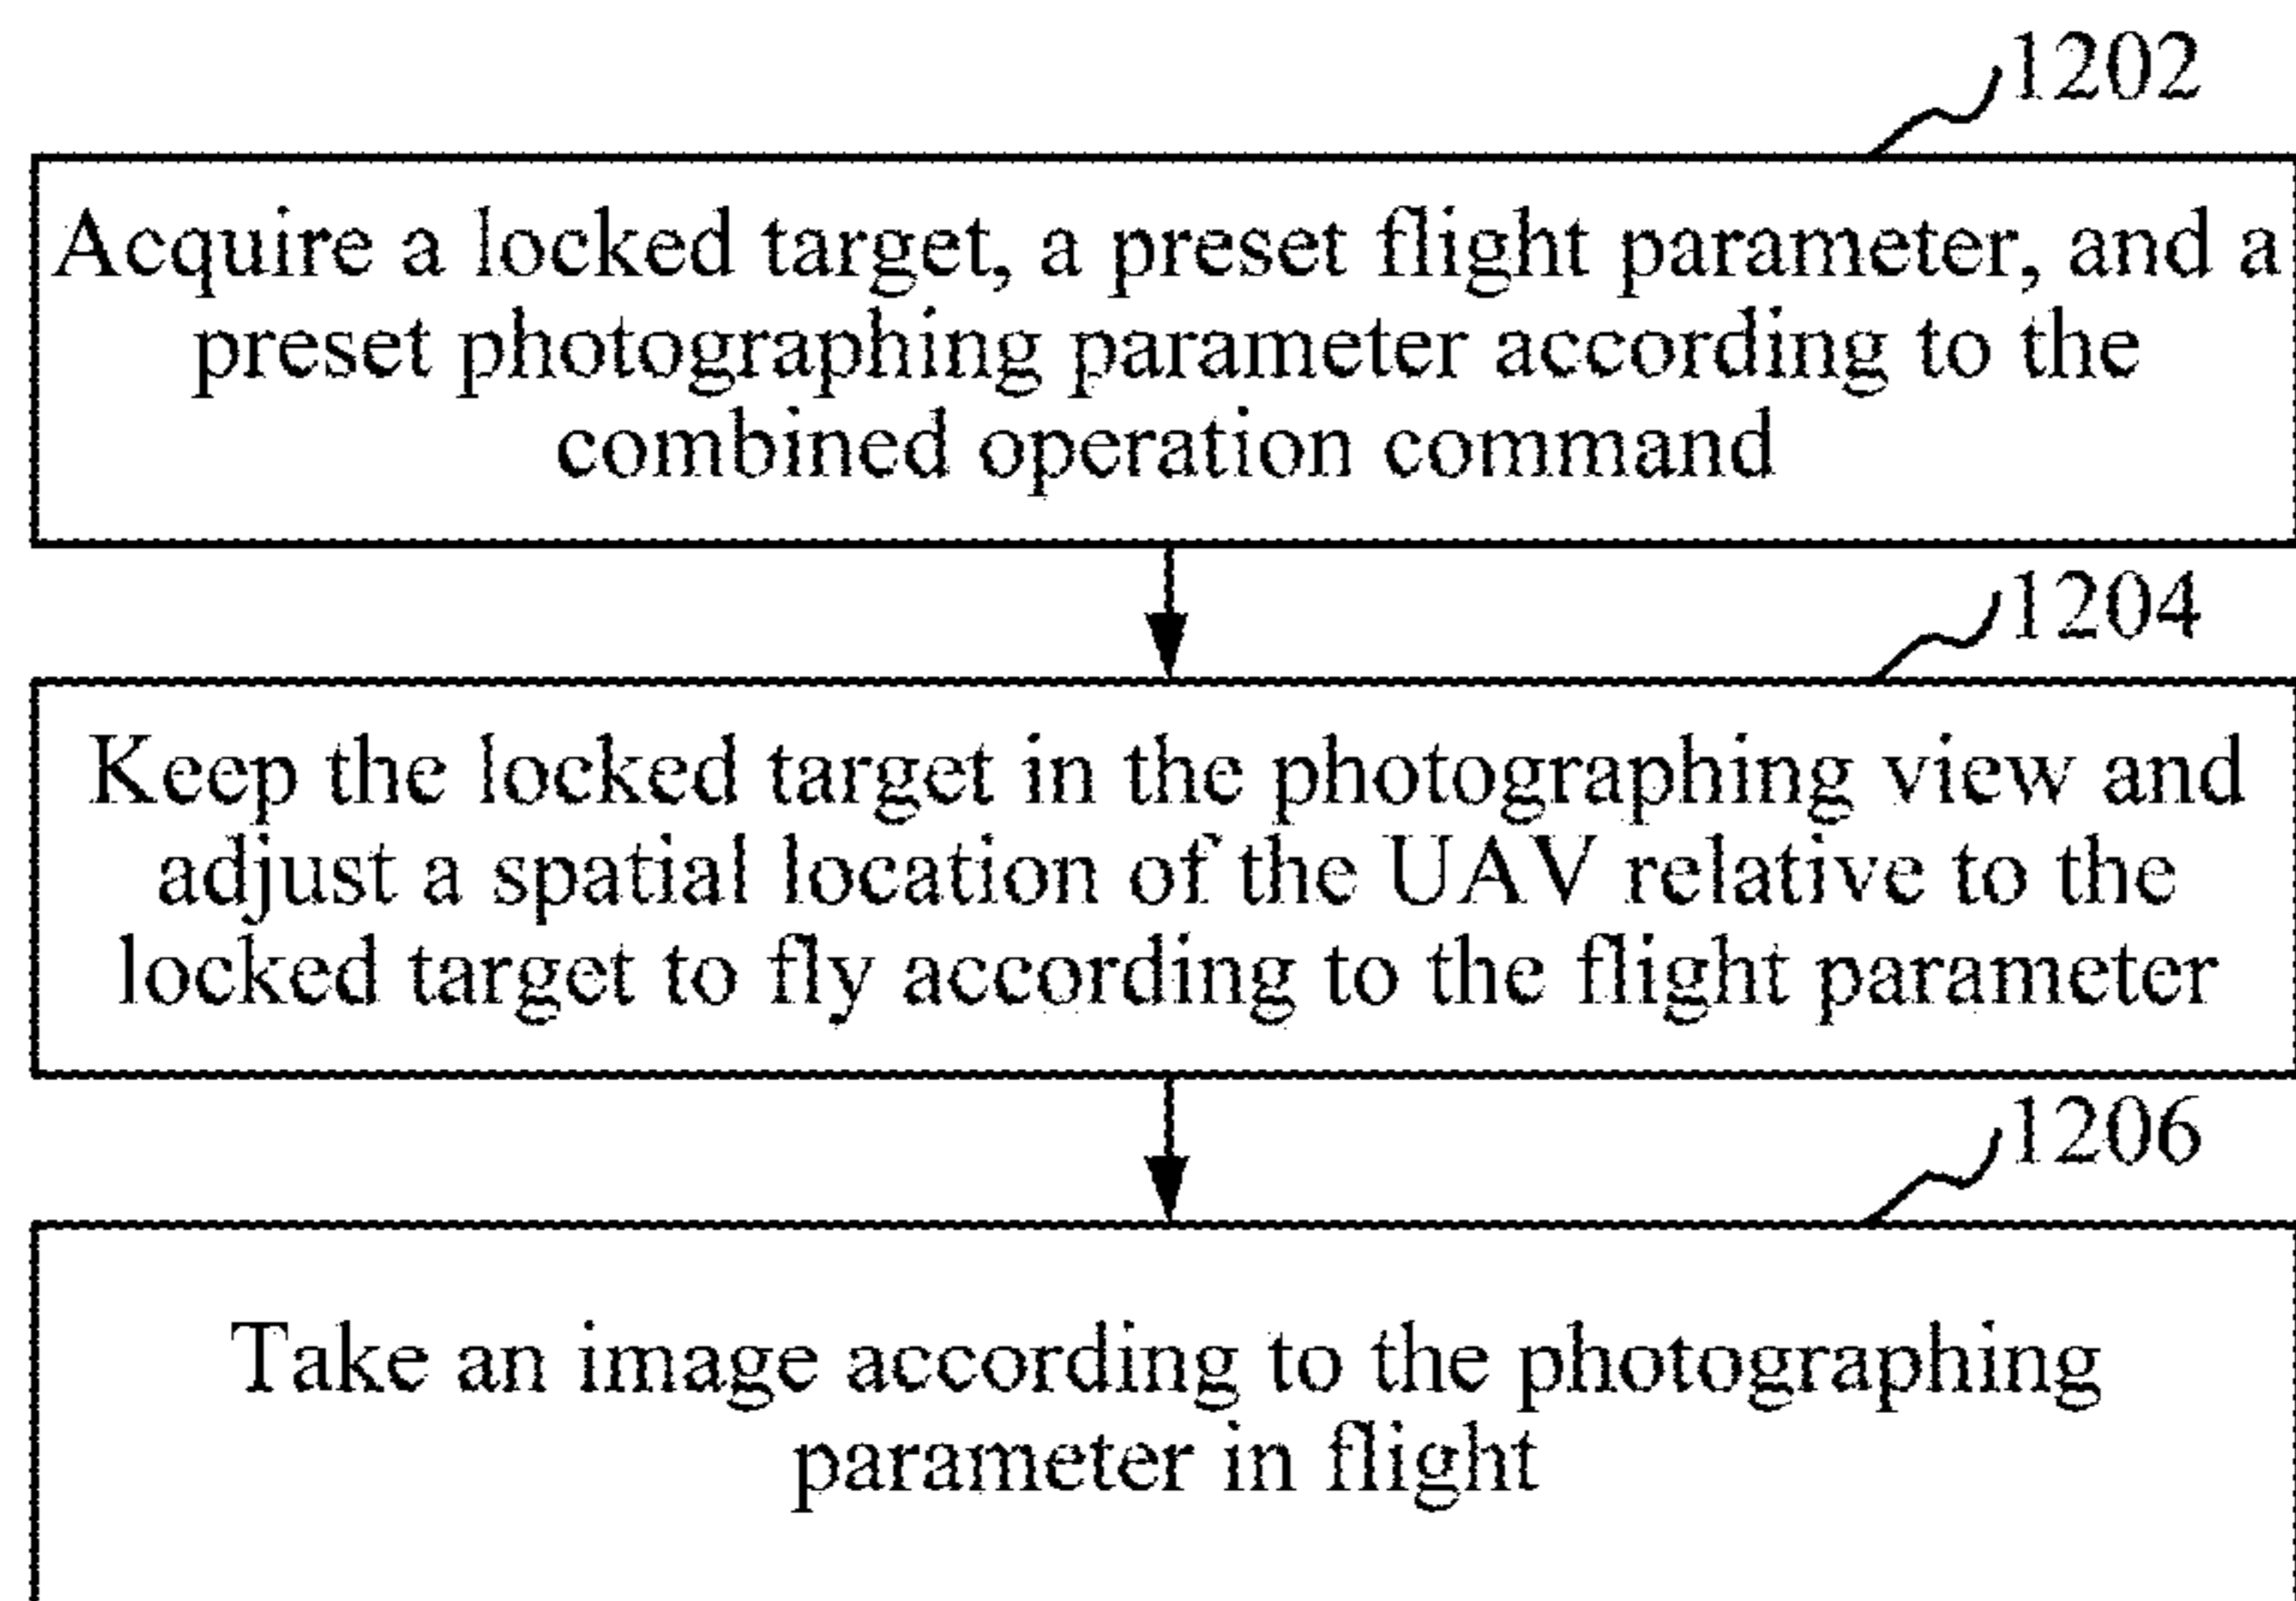 1202
Acquire a locked target, a preset flight parameter, and a
preset photographing parameter according to the
combined operation command
1204
Keep the locked target in the photographing view and
adjust a spatial location of the UAV relative to the
locked target to fly according to the flight parameter
1206
Take an image according to the photographing
parameter in flight